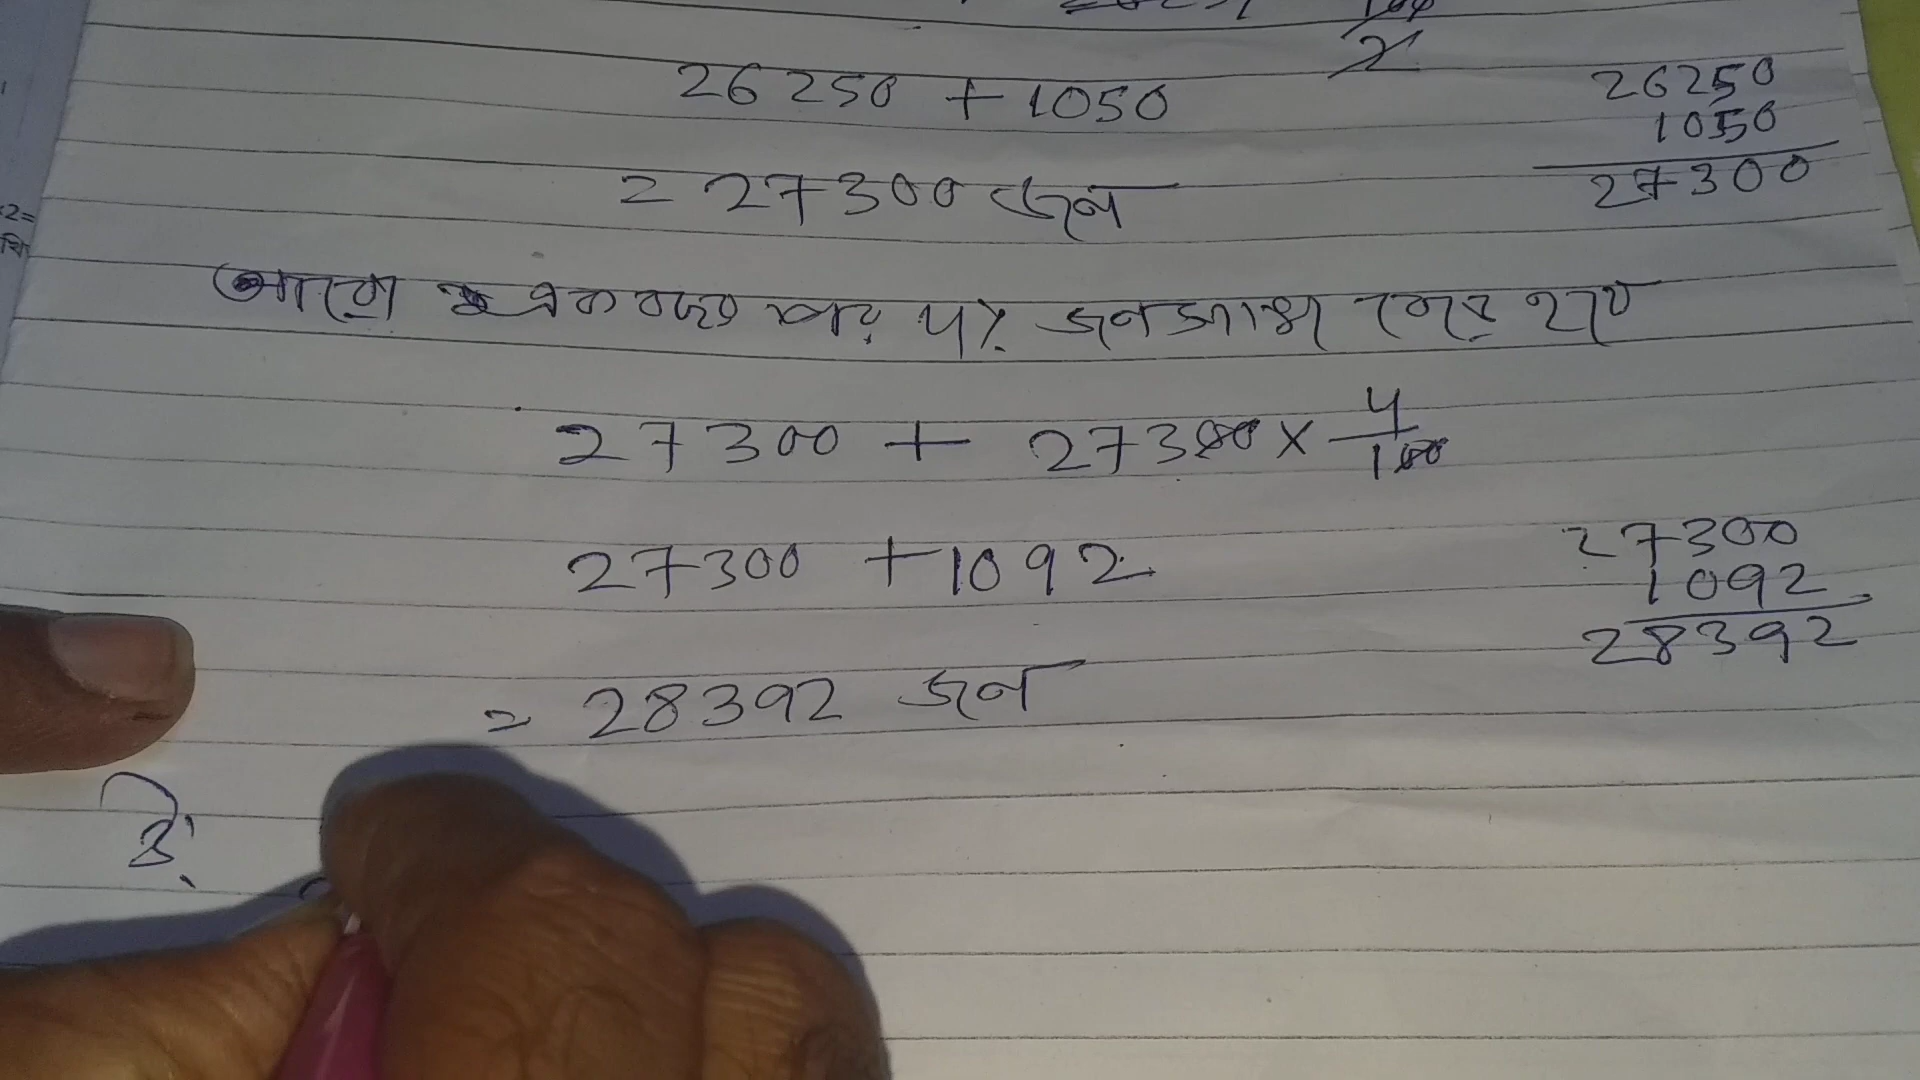 26250 + 1050
26250
1050
27300
= 27300 জন
আরো এক বছর পর 4% জনসংখ্যা বেড়ে হবে
27300 + 27300 × 4/100
27300 + 1092
27300
1092
28392
= 28392 জন